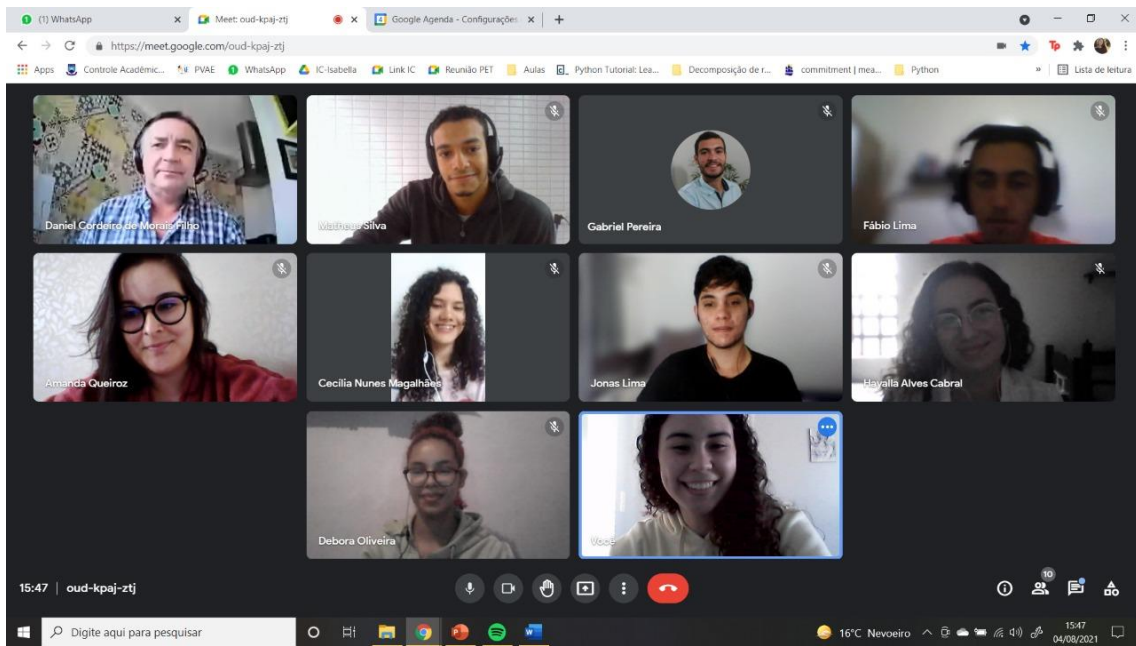 (1) WhatsApp
Meet: oud-kpaj-ztj
Google Agenda - Configurações
https://meet.google.com/oud-kpaj-ztj
Apps
Controle Acadêmic...
PVAE
WhatsApp
IC-Isabella
Link IC
Reunião PET
Aulas
Python Tutorial: Lea...
Decomposição de r...
commitment | mea...
Python
»
Lista de leitura
Daniel Cordeiro de Morais Filho
Matheus Silva
Gabriel Pereira
Fábio Lima
Amanda Queiroz
Cecília Nunes Magalhães
Jonas Lima
Hayalla Alves Cabral
Debora Oliveira
Você
15:47 | oud-kpaj-ztj
10
Digite aqui para pesquisar
16°C Nevoeiro
15:47
04/08/2021